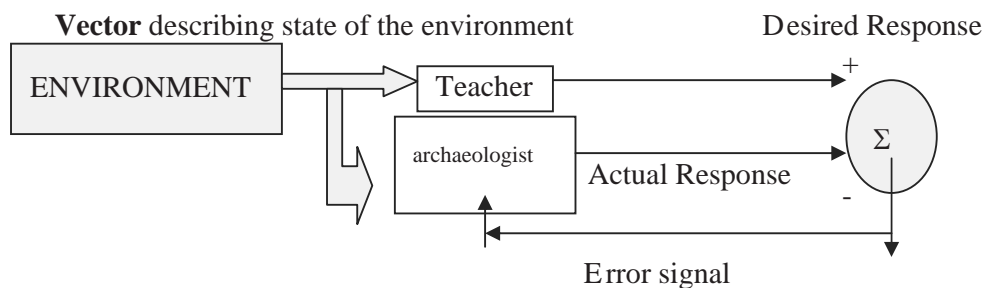 Vector describing state of the environment
Desired Response
ENVIRONMENT
Teacher
+
archaeologist
Σ
Actual Response
-
Error signal